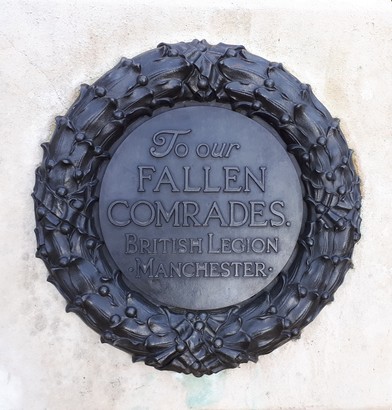 To our
FALLEN
COMRADES.
BRITISH LEGION
·MANCHESTER·